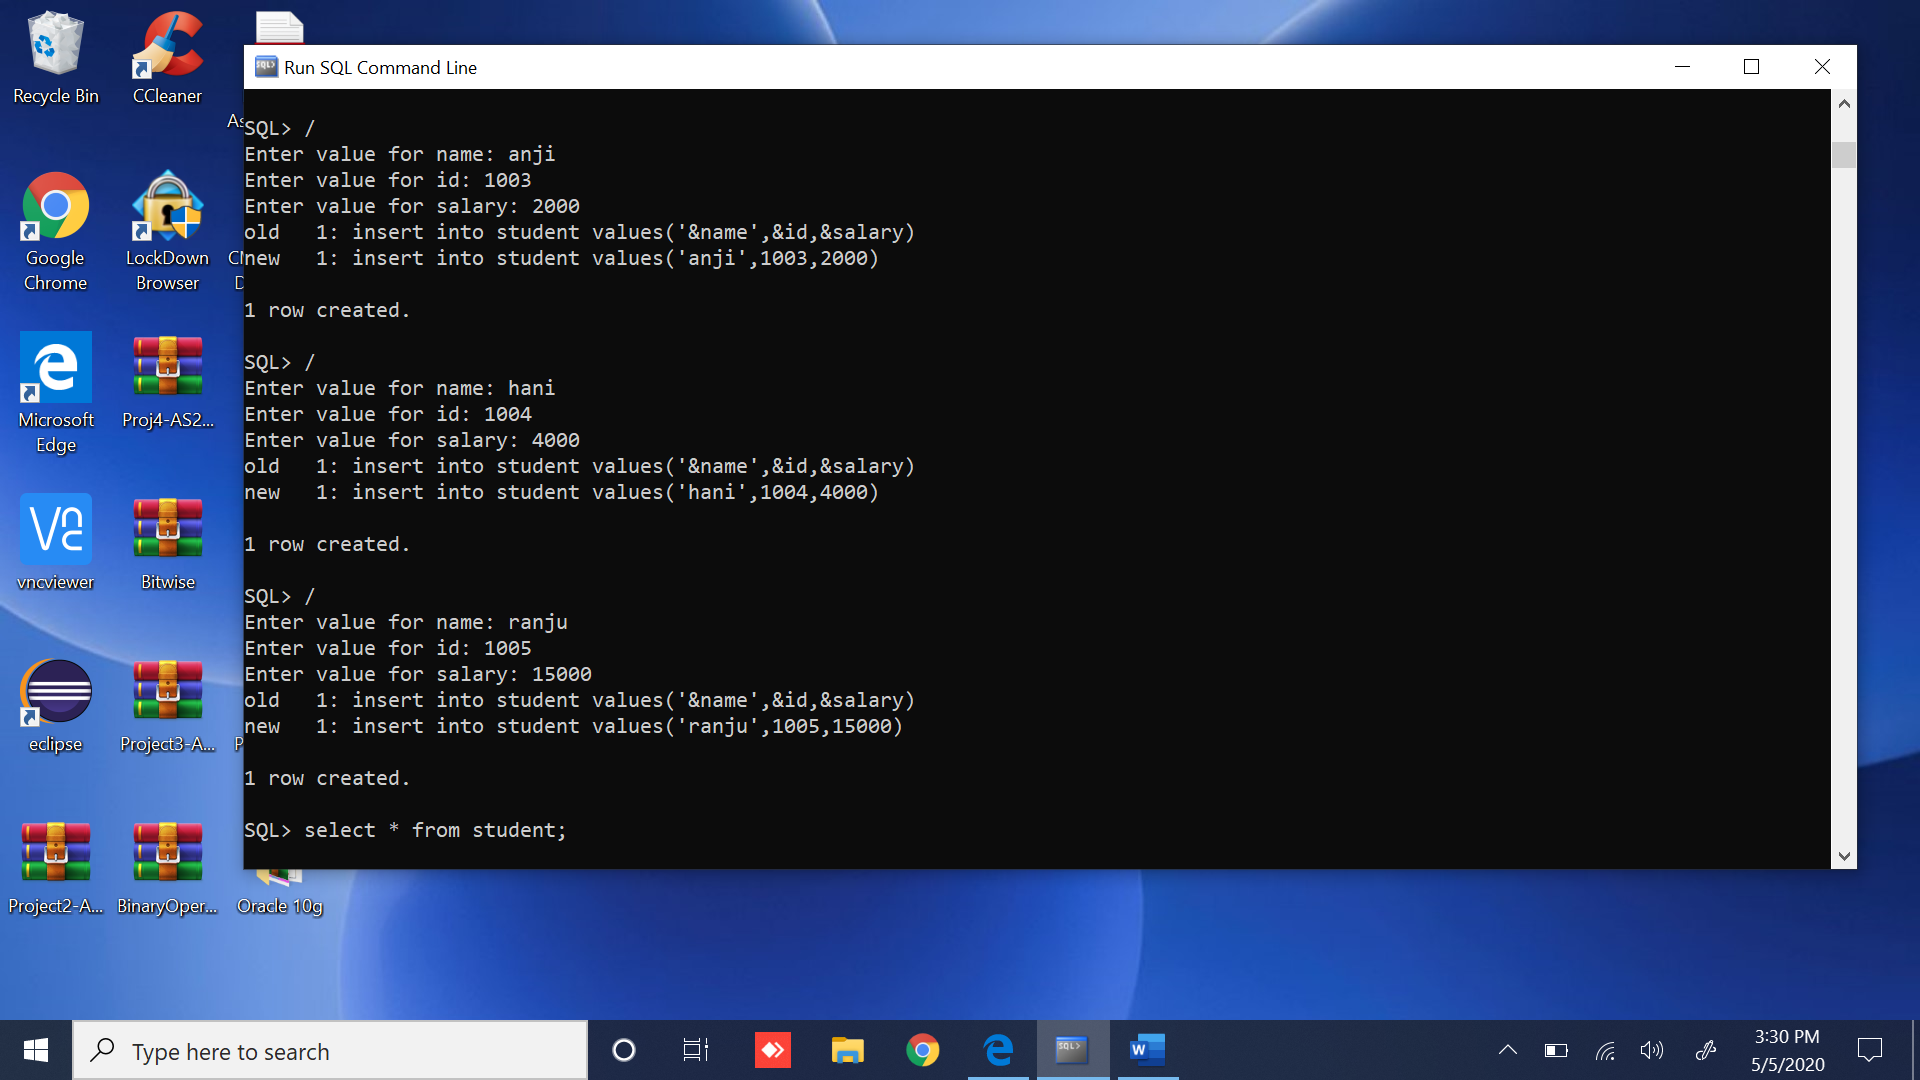 Recycle Bin
CCleaner
As
Google
Chrome
LockDown
Browser
Microsoft
Edge
Proj4-AS2...
vncviewer
Bitwise
eclipse
Project3-A...
P
Project2-A...
BinaryOper...
Oracle 10g
Run SQL Command Line
SQL> /
Enter value for name: anji
Enter value for id: 1003
Enter value for salary: 2000
old   1: insert into student values('&name',&id,&salary)
new   1: insert into student values('anji',1003,2000)
1 row created.
SQL> /
Enter value for name: hani
Enter value for id: 1004
Enter value for salary: 4000
old   1: insert into student values('&name',&id,&salary)
new   1: insert into student values('hani',1004,4000)
1 row created.
SQL> /
Enter value for name: ranju
Enter value for id: 1005
Enter value for salary: 15000
old   1: insert into student values('&name',&id,&salary)
new   1: insert into student values('ranju',1005,15000)
1 row created.
SQL> select * from student;
Type here to search
3:30 PM
5/5/2020